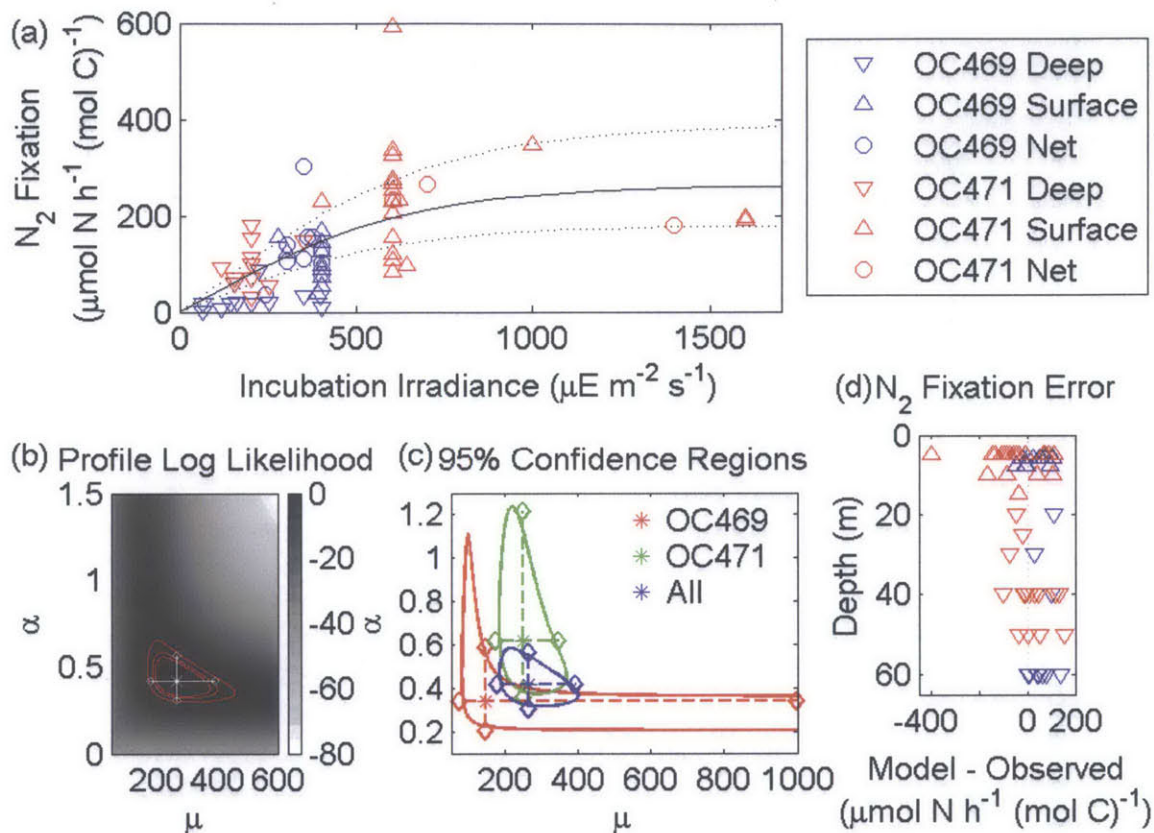 (a)
N2 Fixation
(μmol N h-1 (mol C)-1)
600
400
200
0
0 500 1000 1500
Incubation Irradiance (μE m-2 s-1)
OC469 Deep
OC469 Surface
OC469 Net
OC471 Deep
OC471 Surface
OC471 Net
(b) Profile Log Likelihood
1.5
1
0.5
0
α
200 400 600
μ
0
-20
-40
-60
-80
(c) 95% Confidence Regions
1.2
1
0.8
0.6
0.4
0.2
α
200 400 600 800 1000
μ
OC469
OC471
All
(d) N2 Fixation Error
0
20
40
60
Depth (m)
-400 0 200
Model - Observed
(μmol N h-1 (mol C)-1)